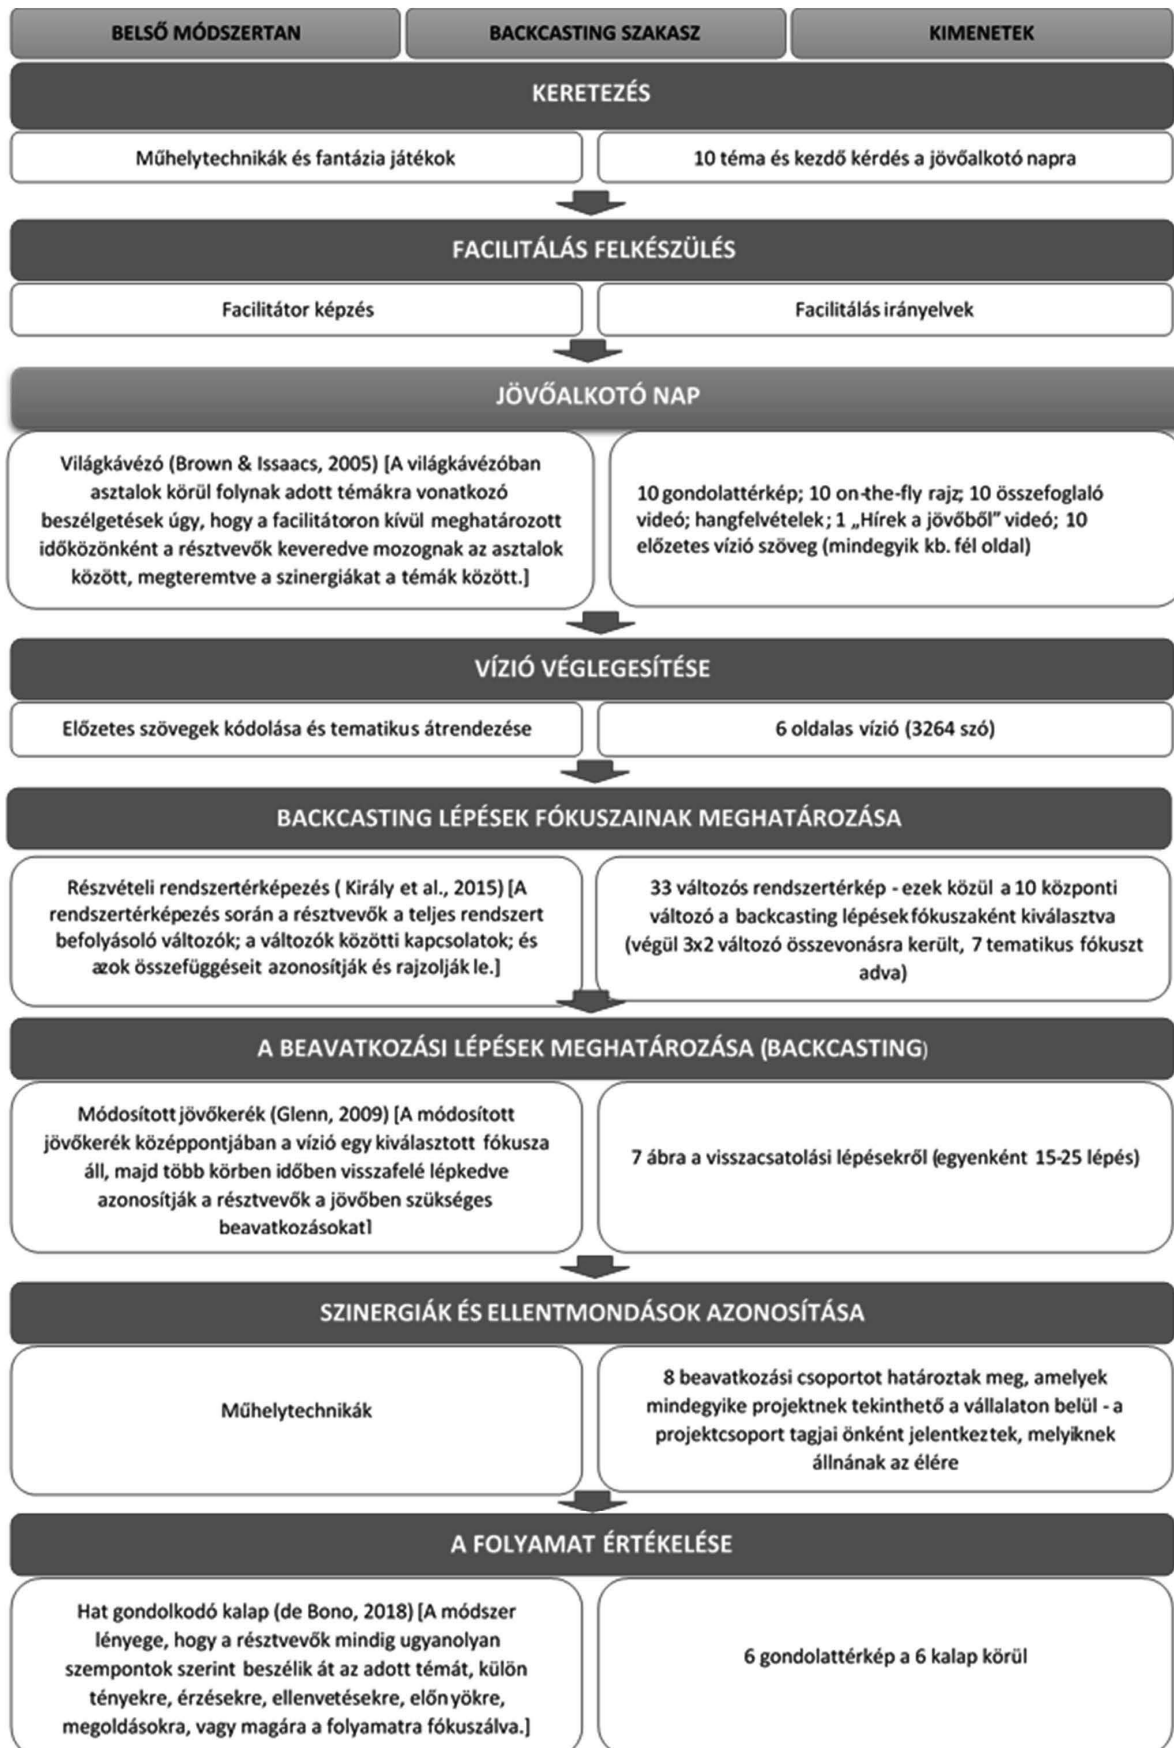 BELSŐ MÓDSZERTAN
BACKCASTING SZAKASZ
KIMENETEK
KERETEZÉS
Műhelytechnikák és fantázia játékok
10 téma és kezdő kérdés a jövőalkotó napra
FACILITÁLÁS FELKÉSZÜLÉS
Facilitátor képzés
Facilitálás irányelvek
JÖVŐALKOTÓ NAP
Világkávézó (Brown & Issaacs, 2005) [A világkávézóban
asztalok körül folynak adott témákra vonatkozó
beszélgetések úgy, hogy a facilitátoron kívül meghatározott
időközönként a résztvevők keveredve mozognak az asztalok
között, megteremtve a szinergiákat a témák között.]
10 gondolattérkép; 10 on-the-fly rajz; 10 összefoglaló
videó; hangfelvételek; 1 „Hírek a jövőből” videó; 10
előzetes vízió szöveg (mindegyik kb. fél oldal)
VÍZIÓ VÉGLEGESÍTÉSE
Előzetes szövegek kódolása és tematikus átrendezése
6 oldalas vízió (3264 szó)
BACKCASTING LÉPÉSEK FÓKUSZAINAK MEGHATÁROZÁSA
Részvételi rendszertérképezés ( Király et al., 2015) [A
rendszertérképezés során a résztvevők a teljes rendszert
befolyásoló változók; a változók közötti kapcsolatok; és
azok összefüggéseit azonosítják és rajzolják le.]
33 változós rendszertérkép - ezek közül a 10 központi
változó a backcasting lépések fókuszaként kiválasztva
(végül 3x2 változó összevonásra került, 7 tematikus fókuszt
adva)
A BEAVATKOZÁSI LÉPÉSEK MEGHATÁROZÁSA (BACKCASTING)
Módosított jövőkerék (Glenn, 2009) [A módosított
jövőkerék középpontjában a vízió egy kiválasztott fókusza
áll, majd több körben időben visszafelé lépkedve
azonosítják a résztvevők a jövőben szükséges
beavatkozásokat]
7 ábra a visszacsatolási lépésekről (egyenként 15-25 lépés)
SZINERGIÁK ÉS ELLENTMONDÁSOK AZONOSÍTÁSA
Műhelytechnikák
8 beavatkozási csoportot határoztak meg, amelyek
mindegyike projektnek tekinthető a vállalaton belül - a
projektcsoport tagjai önként jelentkeztek, melyiknek
állnának az élére
A FOLYAMAT ÉRTÉKELÉSE
Hat gondolkodó kalap (de Bono, 2018) [A módszer
lényege, hogy a résztvevők mindig ugyanolyan
szempontok szerint beszélik át az adott témát, külön
tényekre, érzésekre, ellenvetésekre, előnyökre,
megoldásokra, vagy magára a folyamatra fókuszálva.]
6 gondolattérkép a 6 kalap körül